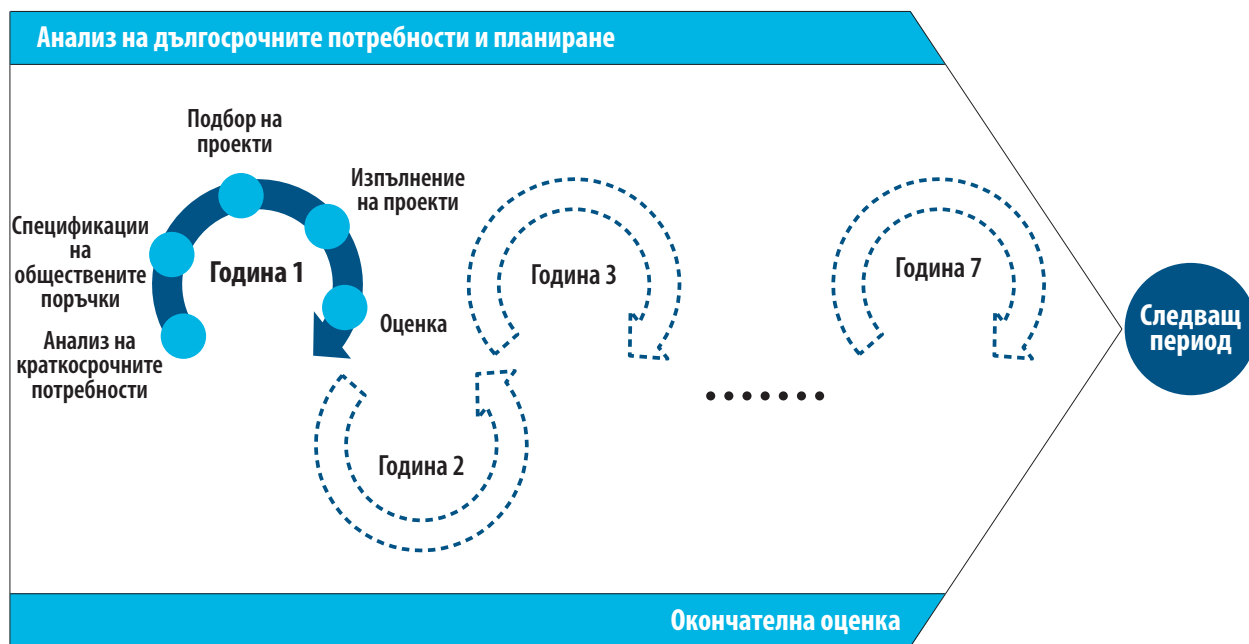 Анализ на дългосрочните потребности и планиране
Подбор на
проекти
Изпълнение
на проекти
Спецификации
на
обществените
поръчки
Година 1
Година 3
Година 7
Оценка
Анализ на
краткосрочните
потребности
Следващ
период
Година 2
Окончателна оценка